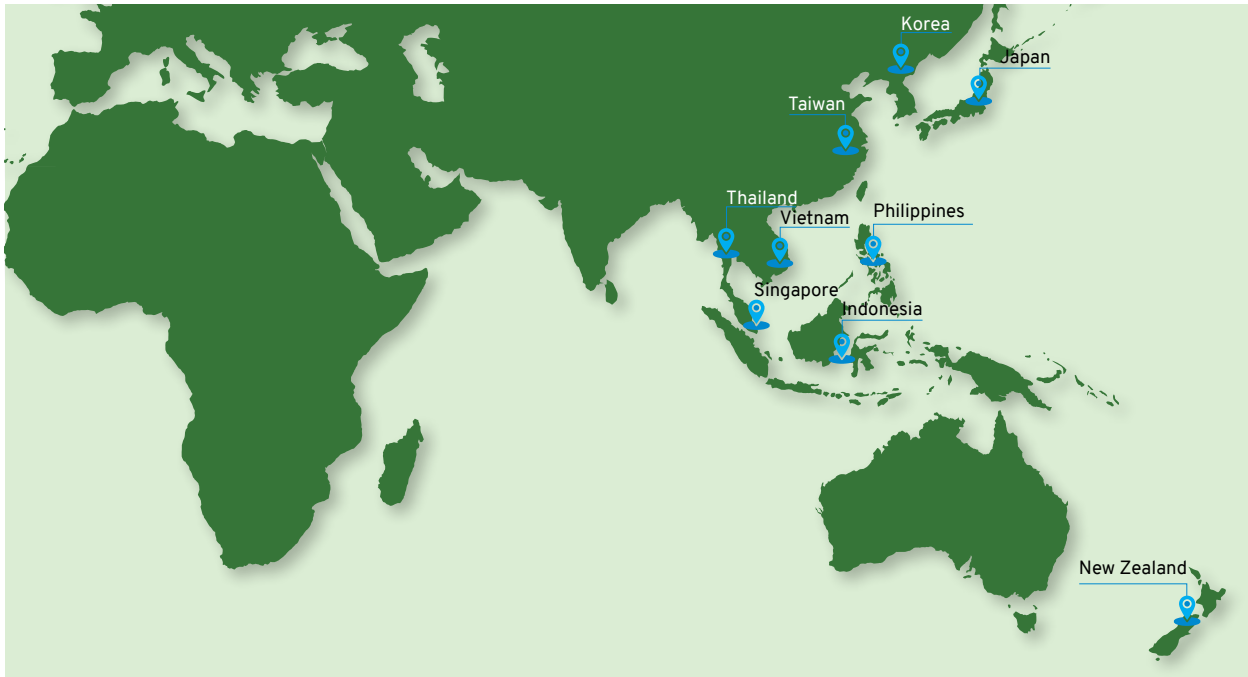 Korea
Japan
Taiwan
Thailand
Vietnam
Philippines
Singapore
Indonesia
New Zealand